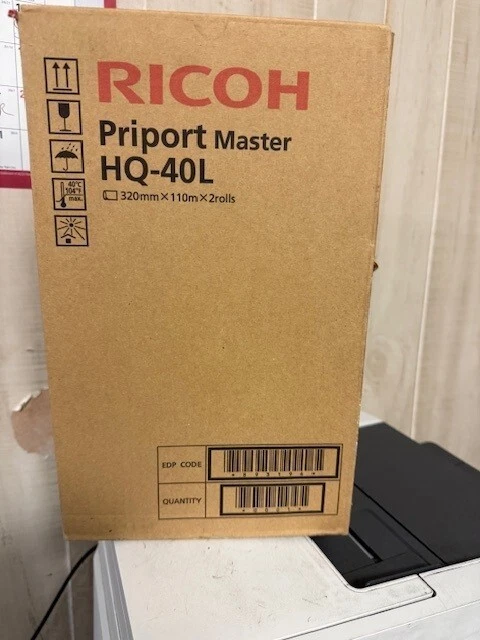 RICOH
Priport Master
HQ-40L
320mm×110m×2rolls
40°C
104°F
max.
EDP CODE
QUANTITY